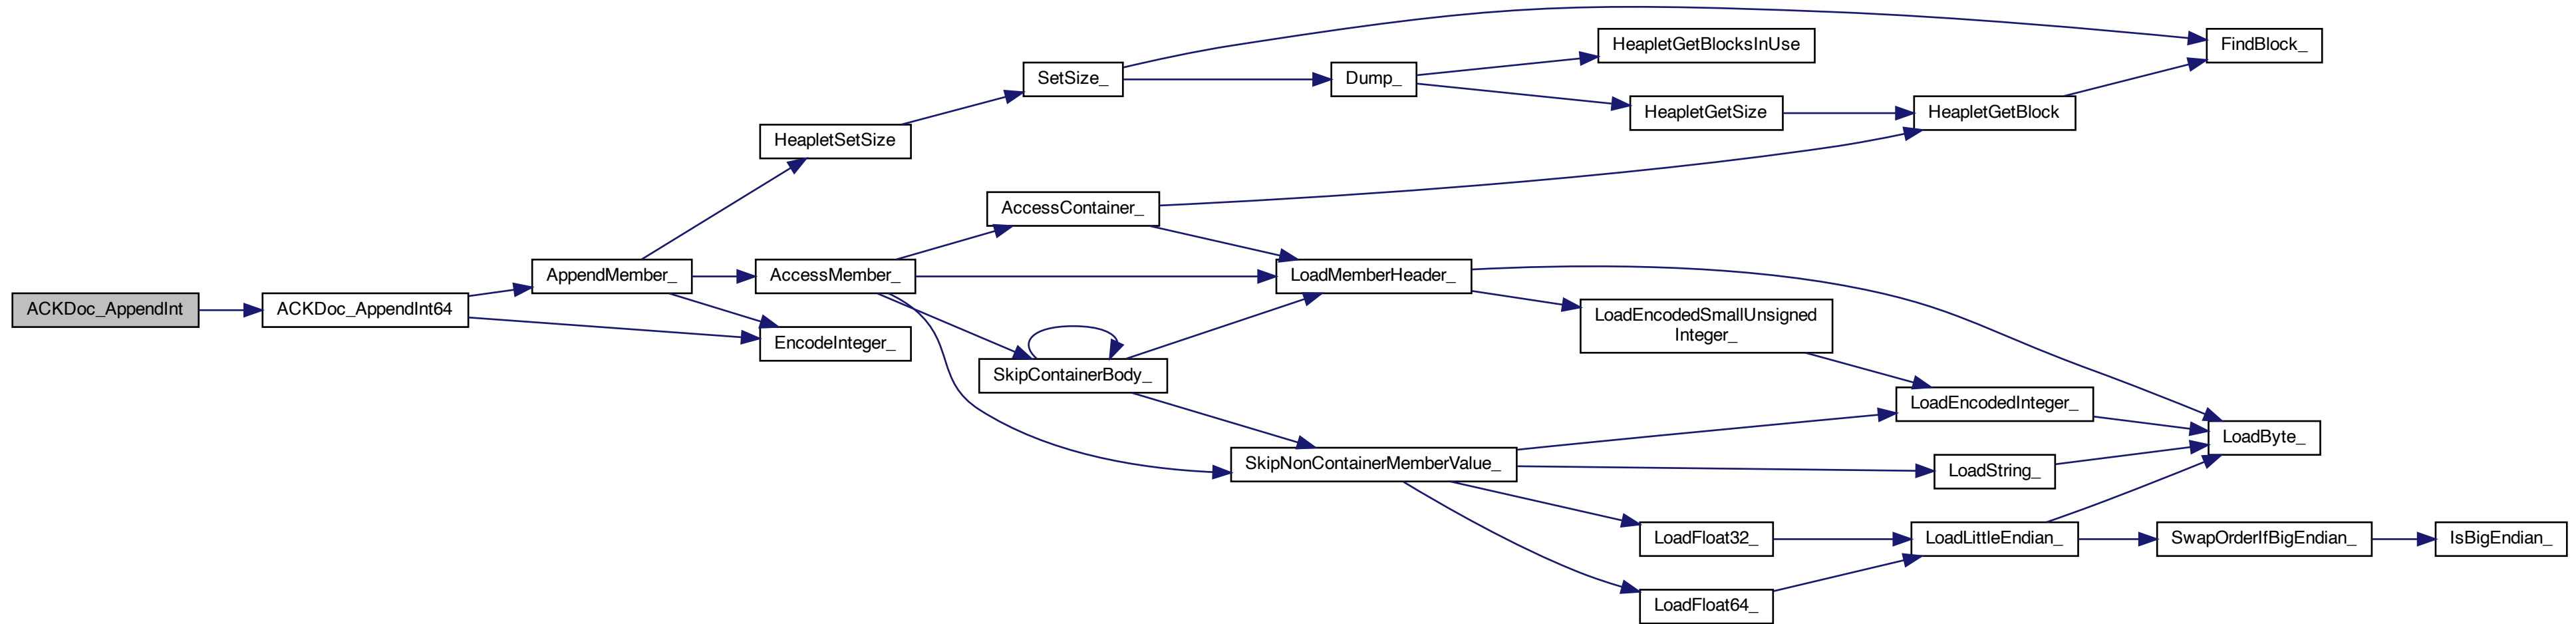 HeapletGetBlocksInUse
FindBlock_
SetSize_
Dump_
HeapletGetSize
HeapletGetBlock
HeapletSetSize
AccessContainer_
AppendMember_
AccessMember_
LoadMemberHeader_
ACKDoc_AppendInt
ACKDoc_AppendInt64
LoadEncodedSmallUnsigned
Integer_
EncodeInteger_
SkipContainerBody_
LoadEncodedInteger_
LoadByte_
SkipNonContainerMemberValue_
LoadString_
LoadFloat32_
LoadLittleEndian_
SwapOrderIfBigEndian_
IsBigEndian_
LoadFloat64_